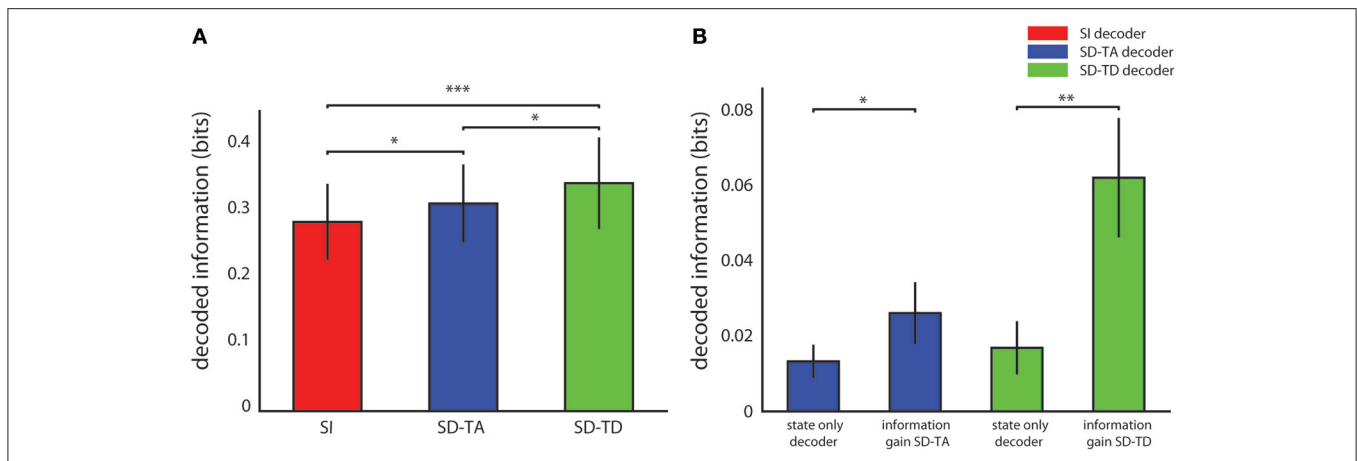 A
decoded information (bits)
0.4
0.3
0.2
0.1
0
***
*
*
SI
SD-TA
SD-TD
B
SI decoder
SD-TA decoder
SD-TD decoder
decoded information (bits)
0.08
0.06
0.04
0.02
0
*
**
state only
decoder
information
gain SD-TA
state only
decoder
information
gain SD-TD